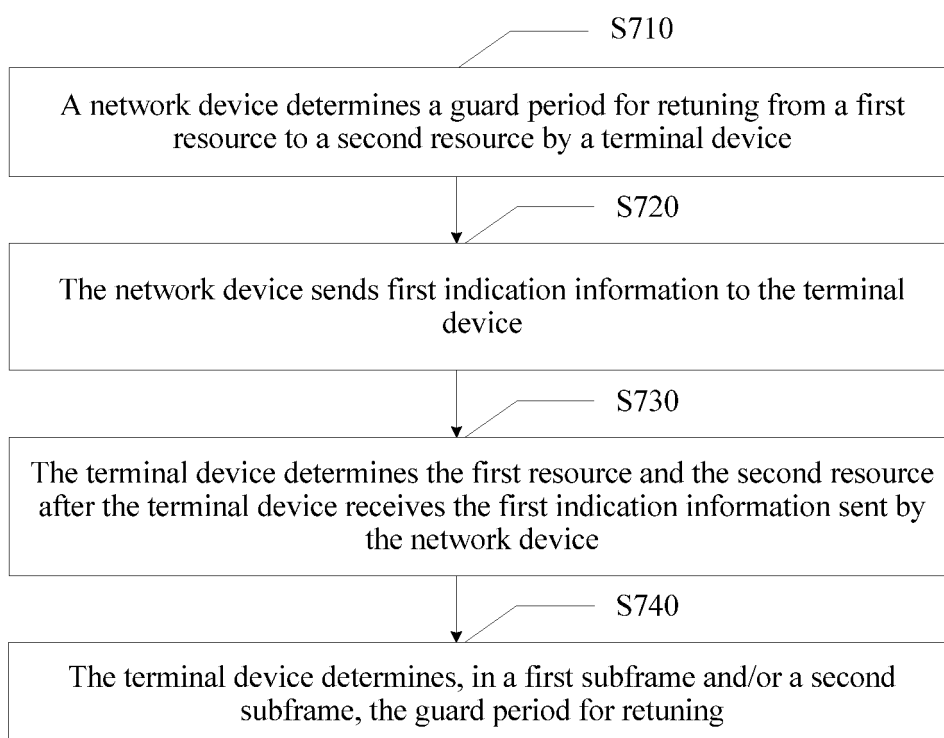 S710
A network device determines a guard period for retuning from a first
resource to a second resource by a terminal device
S720
The network device sends first indication information to the terminal
device
S730
The terminal device determines the first resource and the second resource
after the terminal device receives the first indication information sent by
the network device
S740
The terminal device determines, in a first subframe and/or a second
subframe, the guard period for retuning